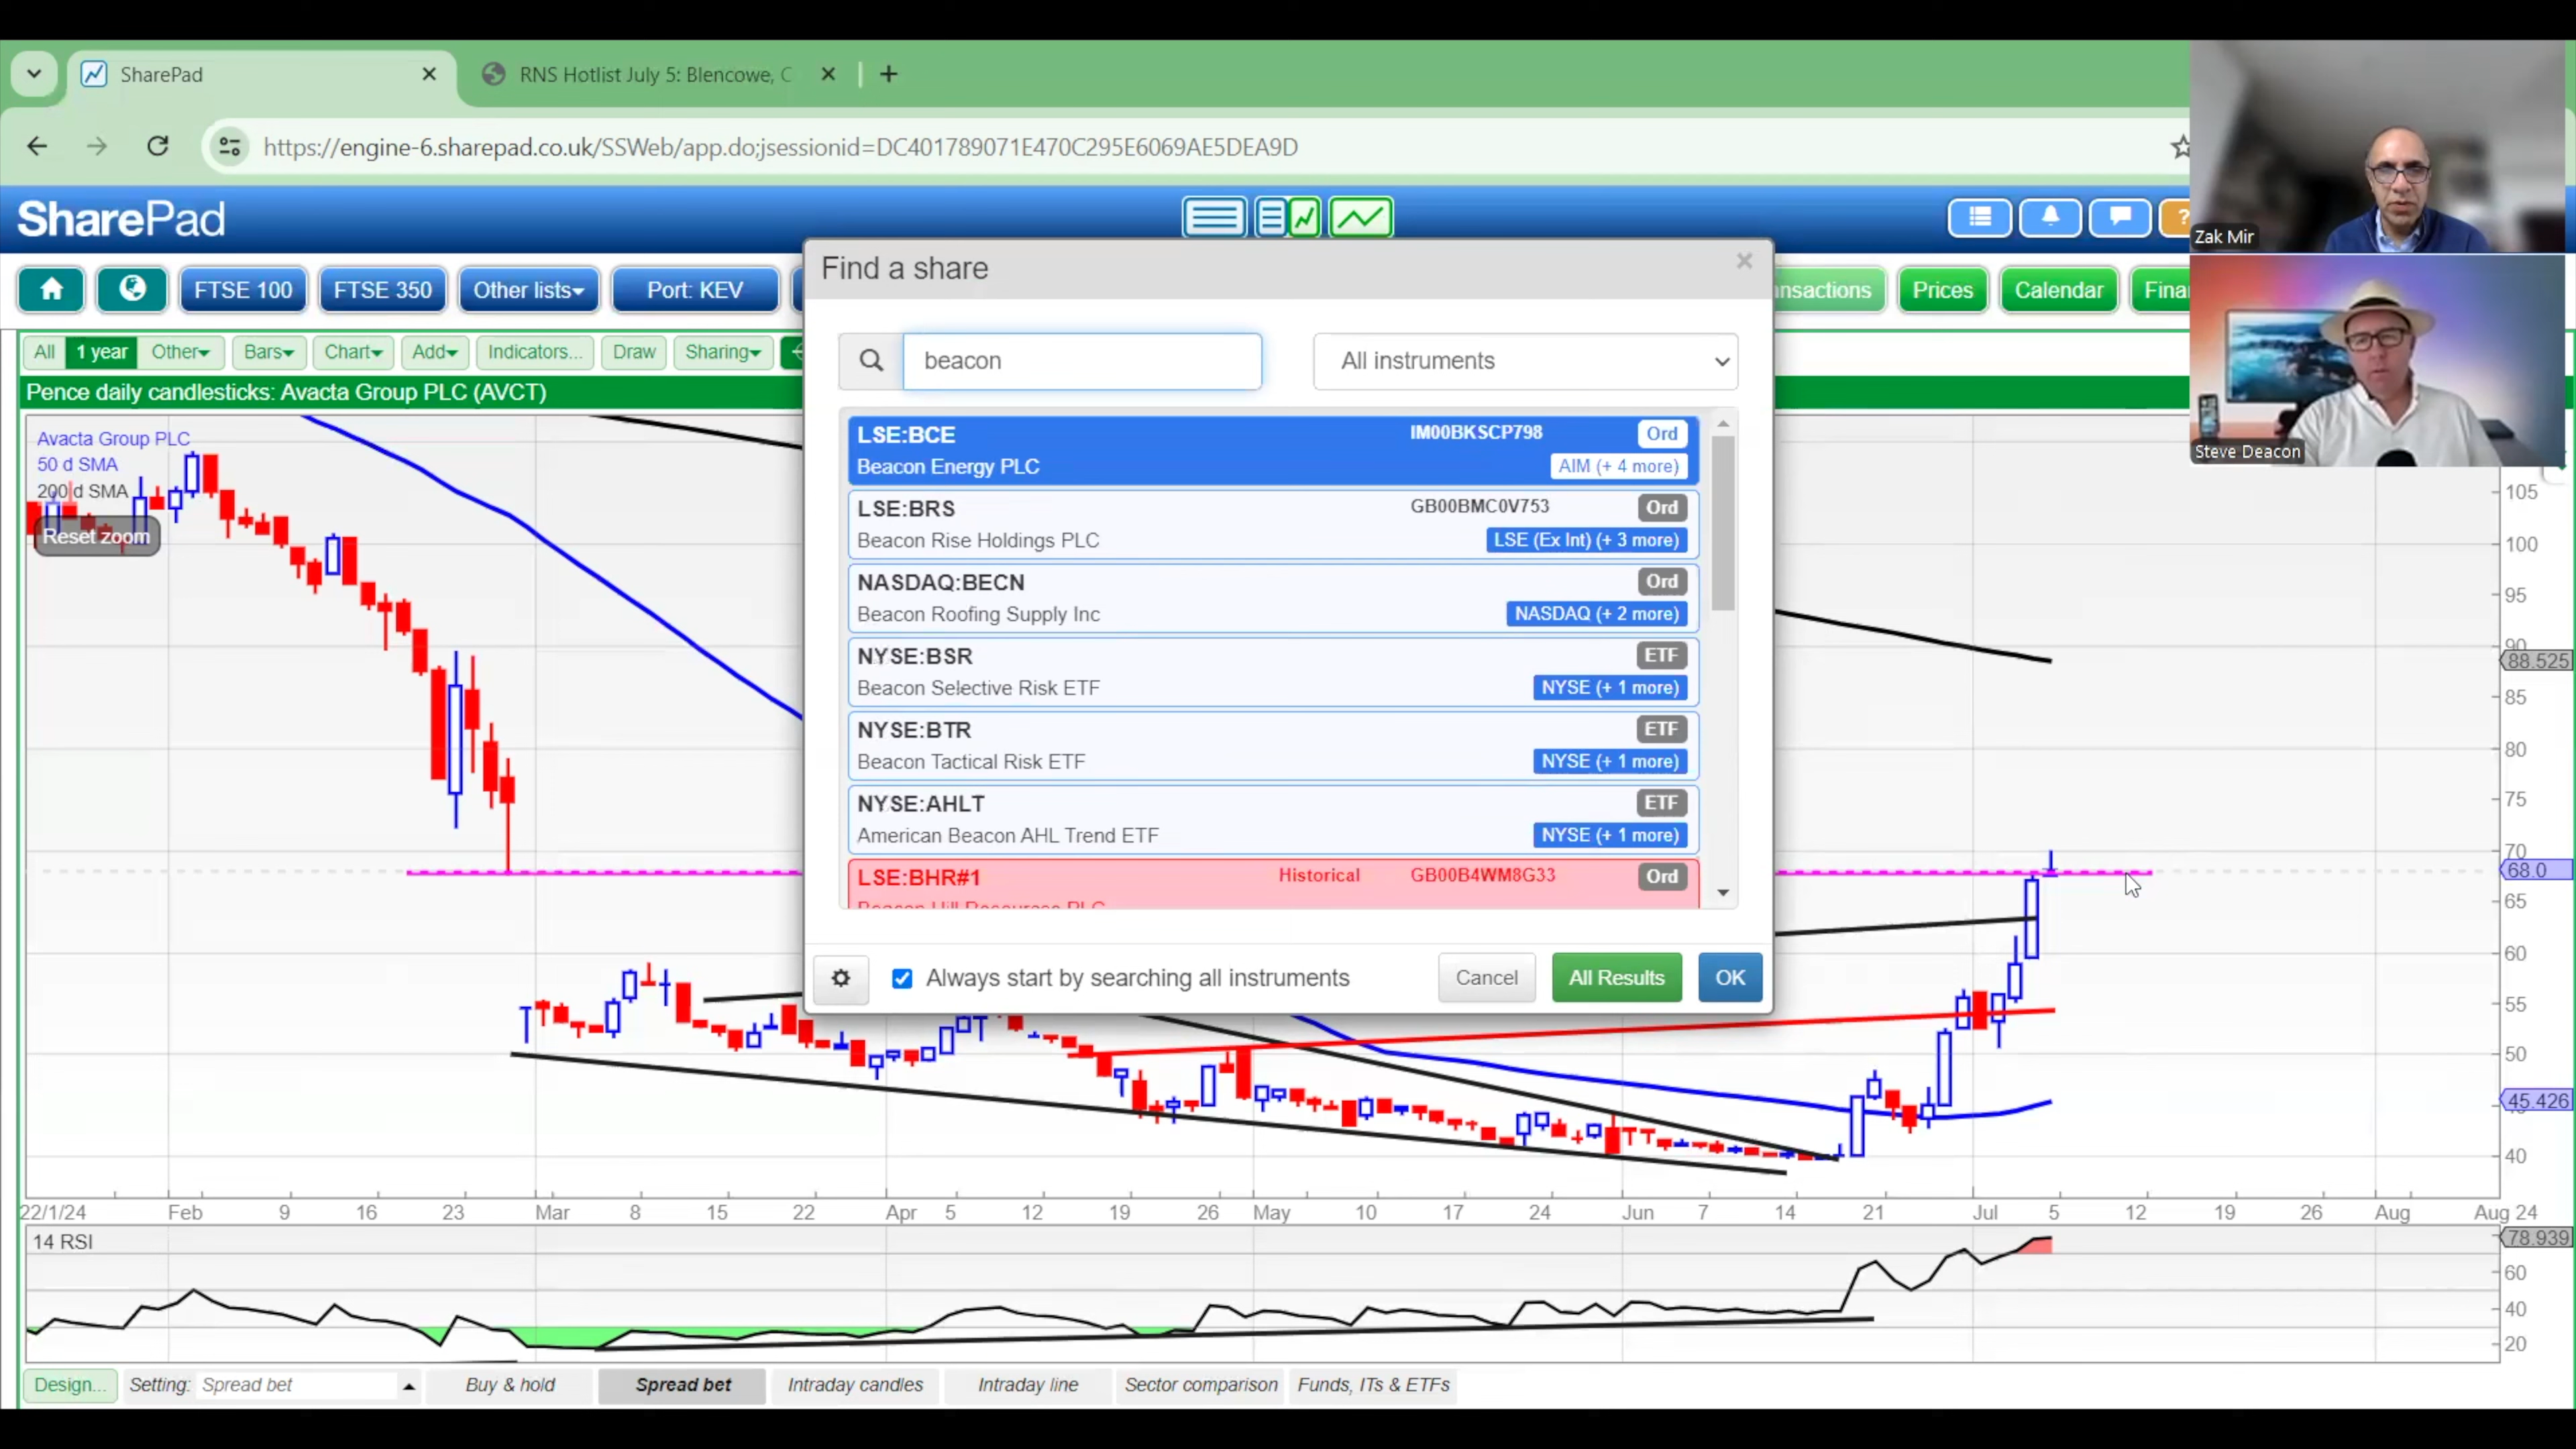 SharePad
RNS Hotlist July 5: Blencowe, C
https://engine-6.sharepad.co.uk/SSWeb/app.do;jsessionid=DC401789071E470C295E6069AE5DEA9D
SharePad
Zak Mir
Steve Deacon
FTSE 100
FTSE 350
Other lists
Port: KEV
nsactions
Prices
Calendar
Finan
All
1 year
Other
Bars
Chart
Add
Indicators...
Draw
Sharing
Pence daily candlesticks: Avacta Group PLC (AVCT)
Avacta Group PLC
50 d SMA
200 d SMA
Reset zoom
Find a share
beacon
All instruments
LSE:BCE IM00BKSCP798 Ord
Beacon Energy PLC AIM (+ 4 more)
LSE:BRS GB00BMC0V753 Ord
Beacon Rise Holdings PLC LSE (Ex Int) (+ 3 more)
NASDAQ:BECN Ord
Beacon Roofing Supply Inc NASDAQ (+ 2 more)
NYSE:BSR ETF
Beacon Selective Risk ETF NYSE (+ 1 more)
NYSE:BTR ETF
Beacon Tactical Risk ETF NYSE (+ 1 more)
NYSE:AHLT ETF
American Beacon AHL Trend ETF NYSE (+ 1 more)
LSE:BHR#1 Historical GB00B4WM8G33 Ord
Beacon Hill Resources PLC
Always start by searching all instruments
Cancel
All Results
OK
105
100
95
90
88.525
85
80
75
70
68.0
65
60
55
50
45.426
40
22/1/24 Feb 9 16 23 Mar 8 15 22 Apr 5 12 19 26 May 10 17 24 Jun 7 14 21 Jul 5 12 19 26 Aug Aug 24
14 RSI
78.939
60
40
20
Design...
Setting: Spread bet
Buy & hold
Spread bet
Intraday candles
Intraday line
Sector comparison
Funds, ITs & ETFs